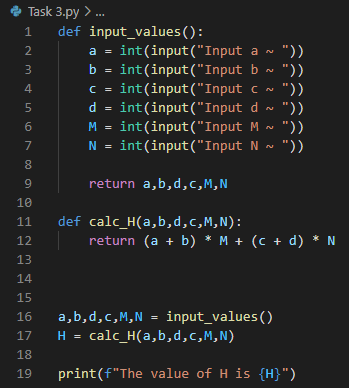 Task 3.py > ...
1 def input_values():
2     a = int(input("Input a ~ "))
3     b = int(input("Input b ~ "))
4     c = int(input("Input c ~ "))
5     d = int(input("Input d ~ "))
6     M = int(input("Input M ~ "))
7     N = int(input("Input N ~ "))
8
9     return a,b,d,c,M,N
10
11 def calc_H(a,b,d,c,M,N):
12     return (a + b) * M + (c + d) * N
13
14
15
16 a,b,d,c,M,N = input_values()
17 H = calc_H(a,b,d,c,M,N)
18
19 print(f"The value of H is {H}")